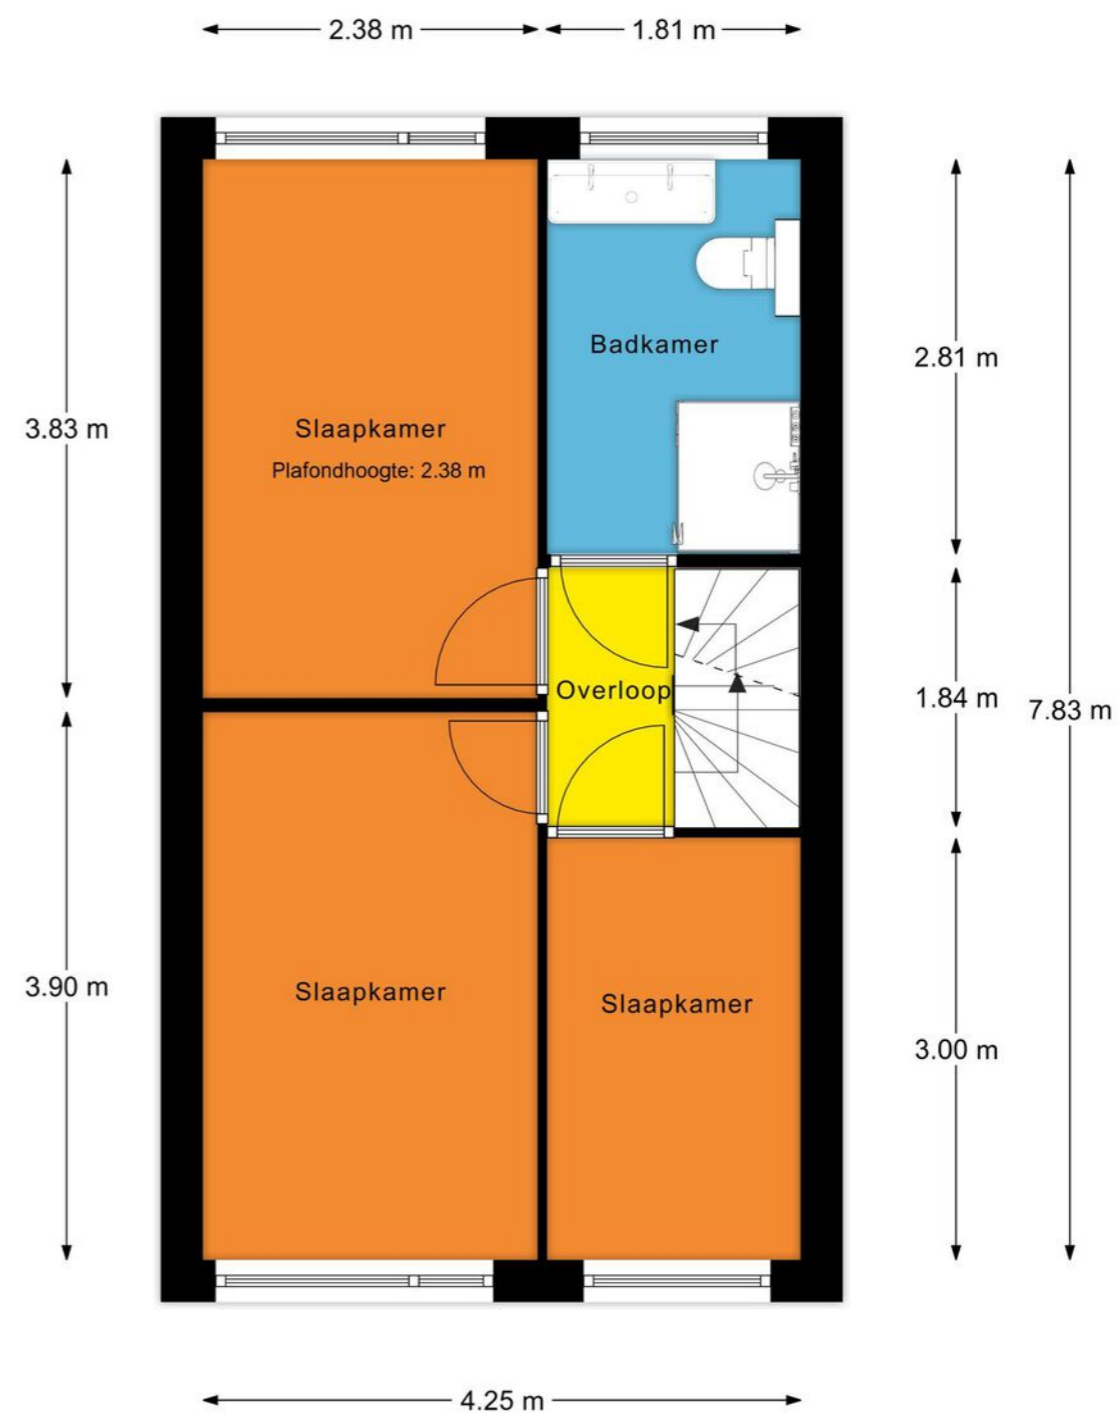 2.38 m
1.81 m
Badkamer
2.81 m
3.83 m
Slaapkamer
Plafondhoogte: 2.38 m
Overloop
1.84 m
7.83 m
3.90 m
Slaapkamer
Slaapkamer
3.00 m
4.25 m